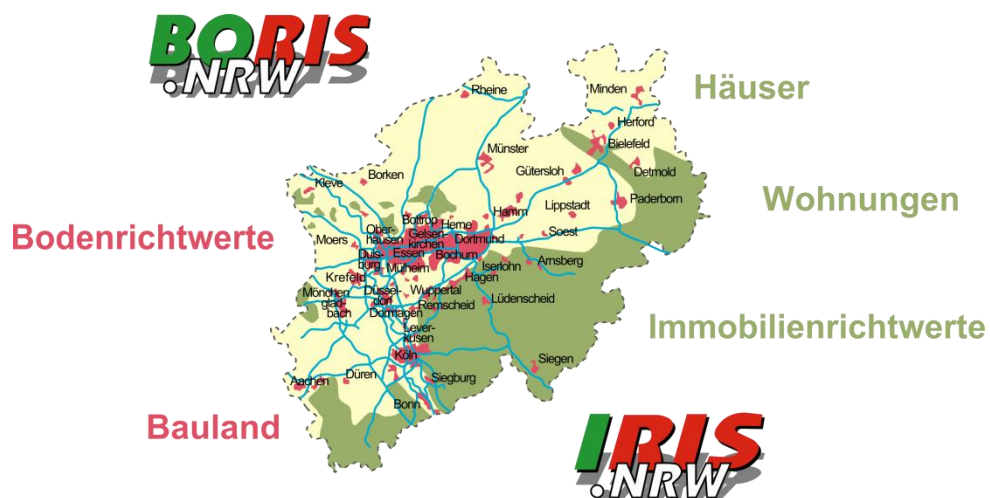 BORIS
.NRW
Häuser
Wohnungen
Bodenrichtwerte
Immobilienrichtwerte
Bauland
IRIS
.NRW
Rheine
Minden
Herford
Bielefeld
Münster
Gütersloh
Detmold
Borken
Kleve
Paderborn
Hamm
Lippstadt
Bottrop
Herne
Ober-
hausen
Gelsen-
kirchen
Dortmund
Soest
Moers
Duis-
burg
Essen
Bochum
Mülheim
Iserlohn
Arnsberg
Krefeld
Hagen
Mönchen
glad-
bach
Düssel-
dorf
Wuppertal
Lüdenscheid
Remscheid
Dormagen
Lever-
kusen
Köln
Siegen
Aachen
Düren
Siegburg
Bonn